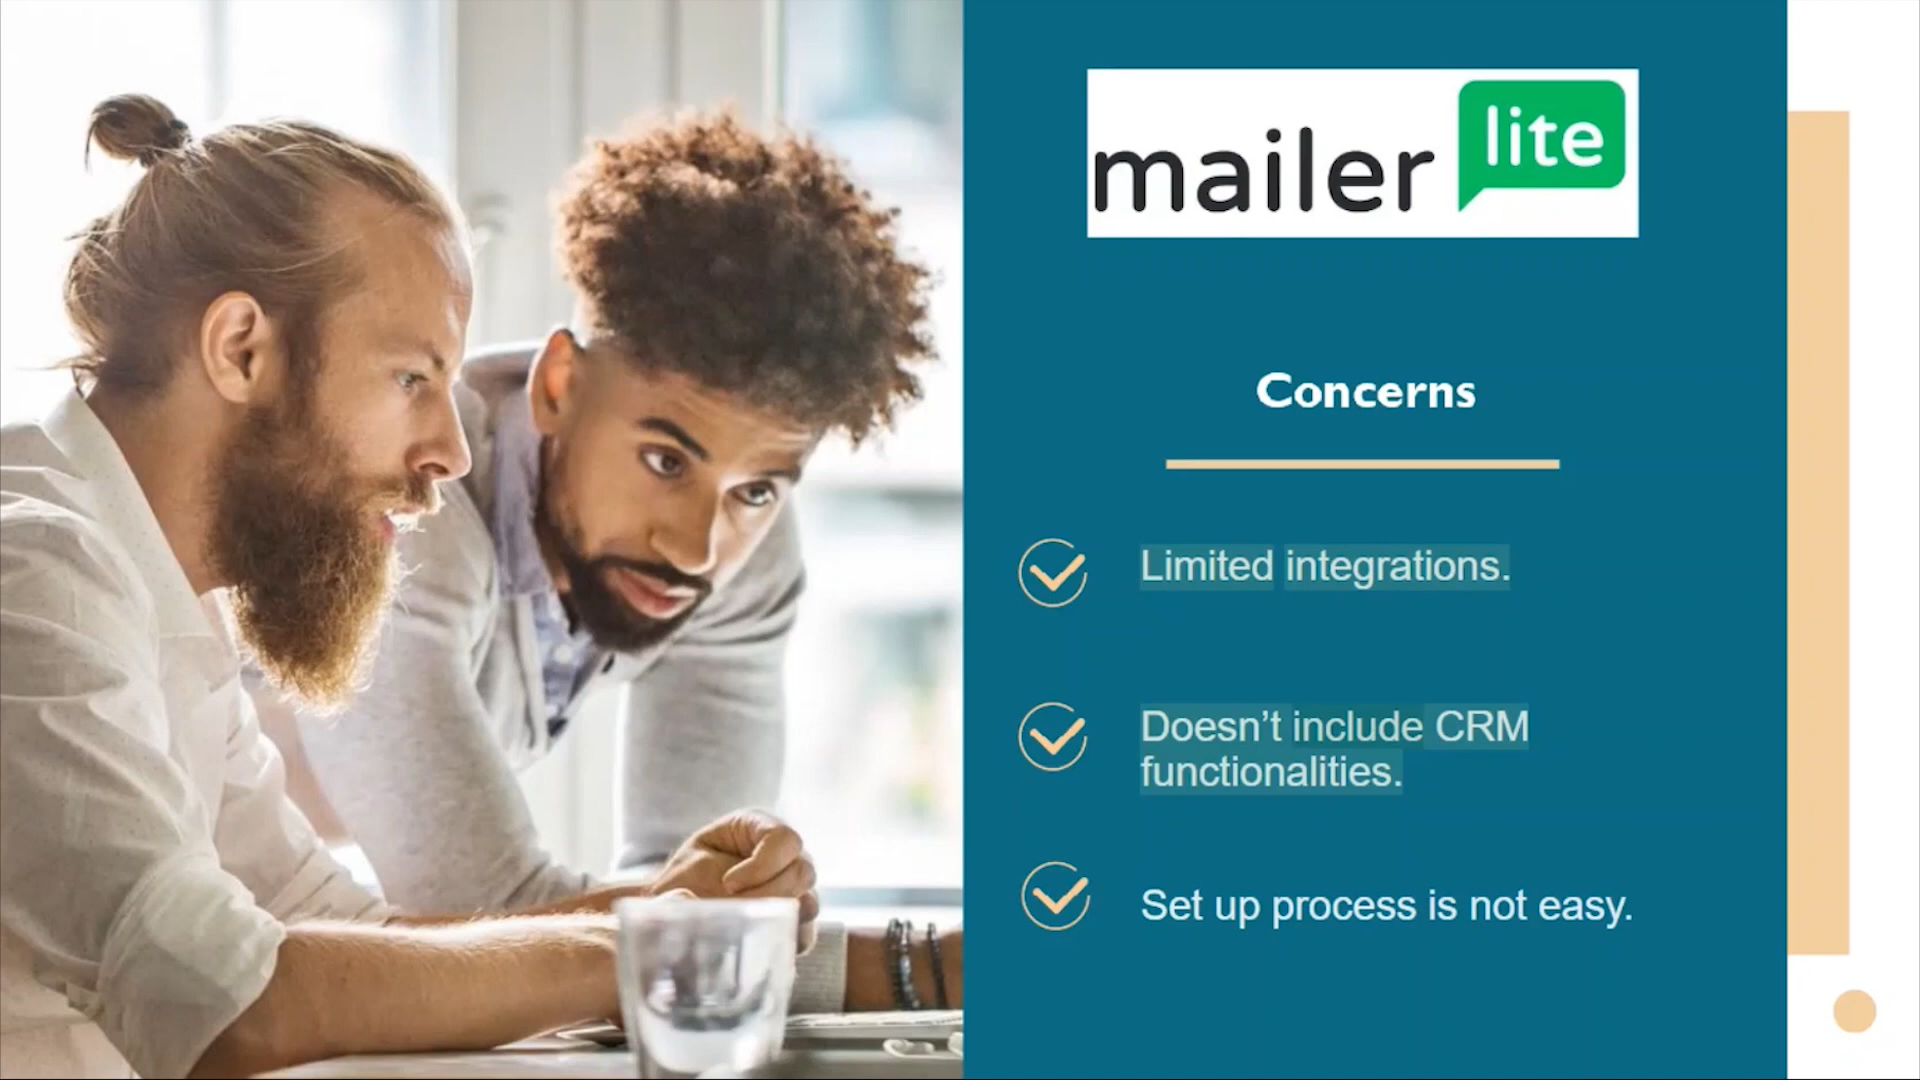 mailer lite
Concerns
Limited integrations.
Doesn’t include CRM
functionalities.
Set up process is not easy.